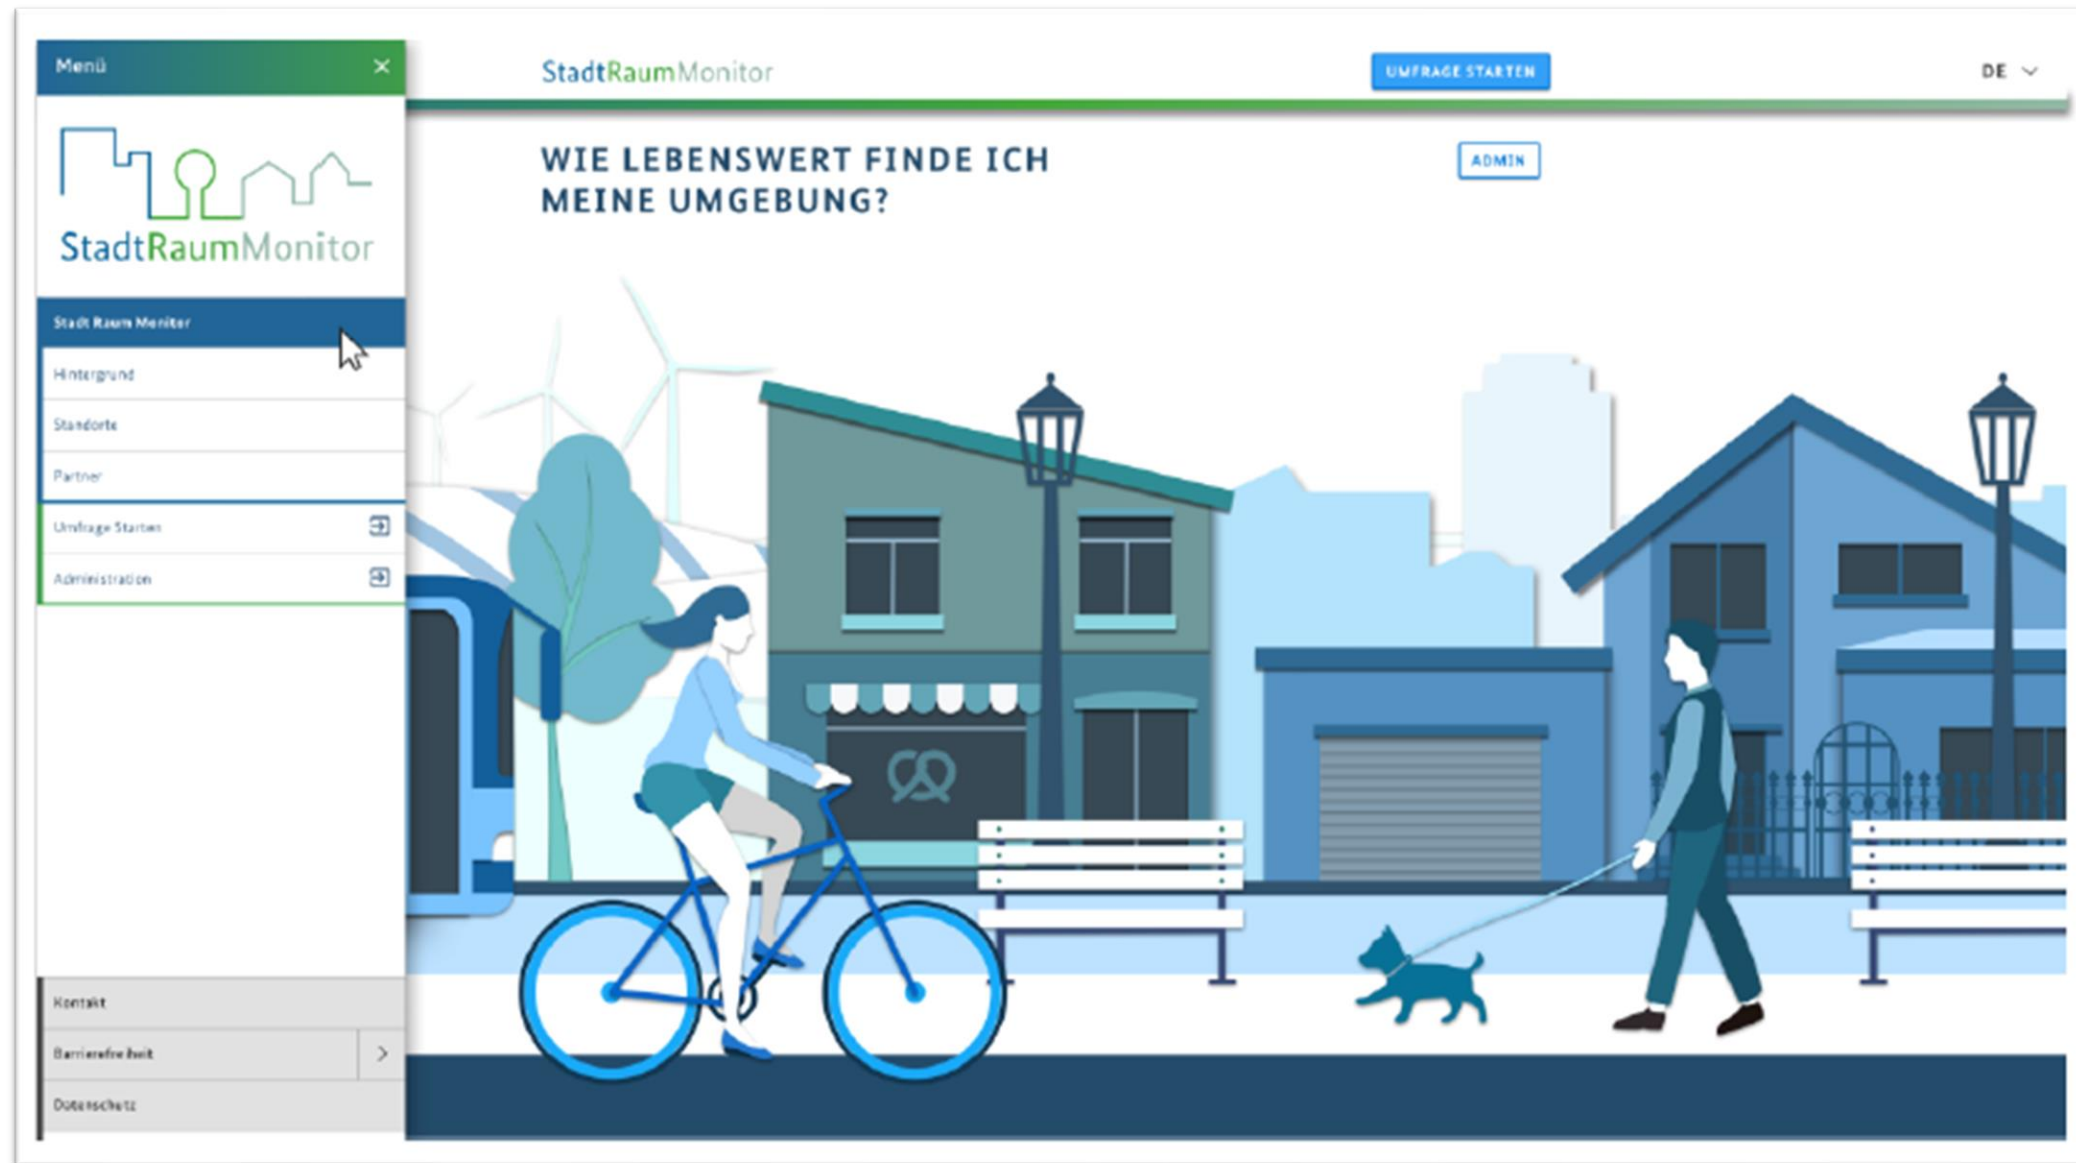 Menü
StadtRaumMonitor
Stadt Raum Monitor
Hintergrund
Standorte
Partner
Umfrage Starten
Administration
Kontakt
Barrierefreiheit
Datenschutz
StadtRaumMonitor
UMFRAGE STARTEN
DE
WIE LEBENSWERT FINDE ICH
MEINE UMGEBUNG?
ADMIN